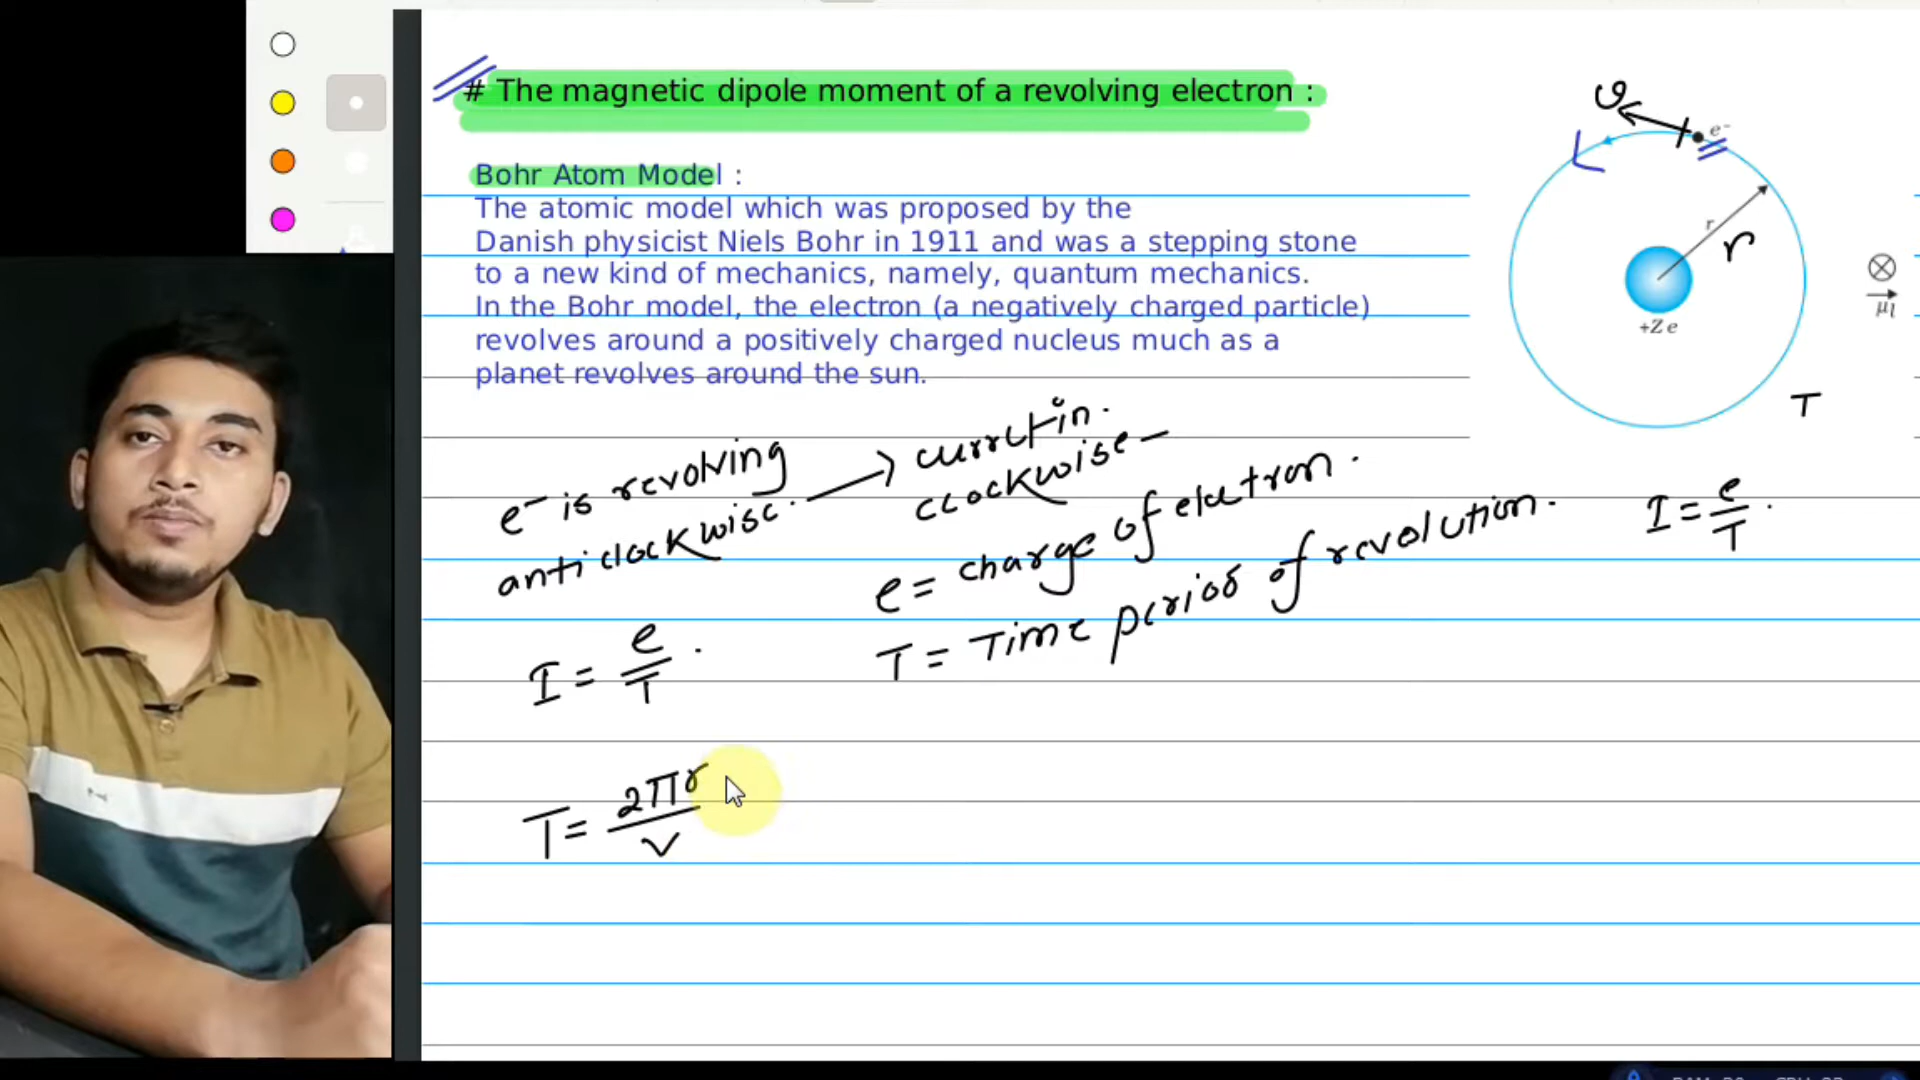 # The magnetic dipole moment of a revolving electron :
Bohr Atom Model :
The atomic model which was proposed by the
Danish physicist Niels Bohr in 1911 and was a stepping stone
to a new kind of mechanics, namely, quantum mechanics.
In the Bohr model, the electron (a negatively charged particle)
revolves around a positively charged nucleus much as a
planet revolves around the sun.
v
e⁻
r
r
+Z e
⊗
μl
T
e⁻ is revolving
anticlockwise. → curret in.
clockwise –
e = charge of electron.
T = Time period of revolution.
I = e/T.
I = e/T.
T = 2πr/v